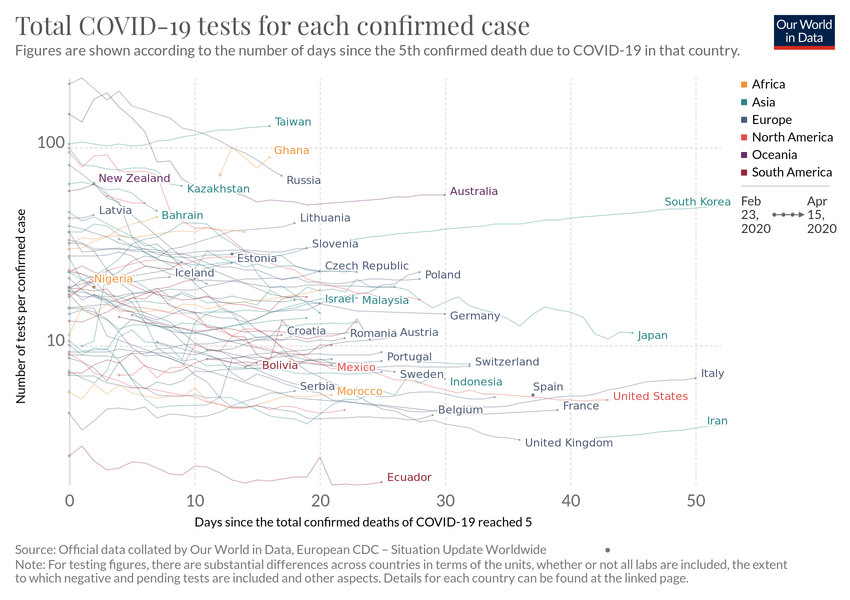 Total COVID-19 tests for each confirmed case
Figures are shown according to the number of days since the 5th confirmed death due to COVID-19 in that country.
Our World
in Data
Africa
Asia
Europe
North America
Oceania
South America
Feb
23,
2020
Apr
15,
2020
Number of tests per confirmed case
100
10
Taiwan
Ghana
Russia
New Zealand
Kazakhstan
Australia
South Korea
Latvia
Bahrain
Lithuania
Slovenia
Estonia
Czech Republic
Iceland
Poland
Nigeria
Israel
Malaysia
Germany
Croatia
Romania
Austria
Japan
Portugal
Switzerland
Bolivia
Mexico
Sweden
Italy
Indonesia
Serbia
Morocco
Spain
United States
Belgium
France
Iran
United Kingdom
Ecuador
0
10
20
30
40
50
Days since the total confirmed deaths of COVID-19 reached 5
Source: Official data collated by Our World in Data, European CDC – Situation Update Worldwide
Note: For testing figures, there are substantial differences across countries in terms of the units, whether or not all labs are included, the extent
to which negative and pending tests are included and other aspects. Details for each country can be found at the linked page.